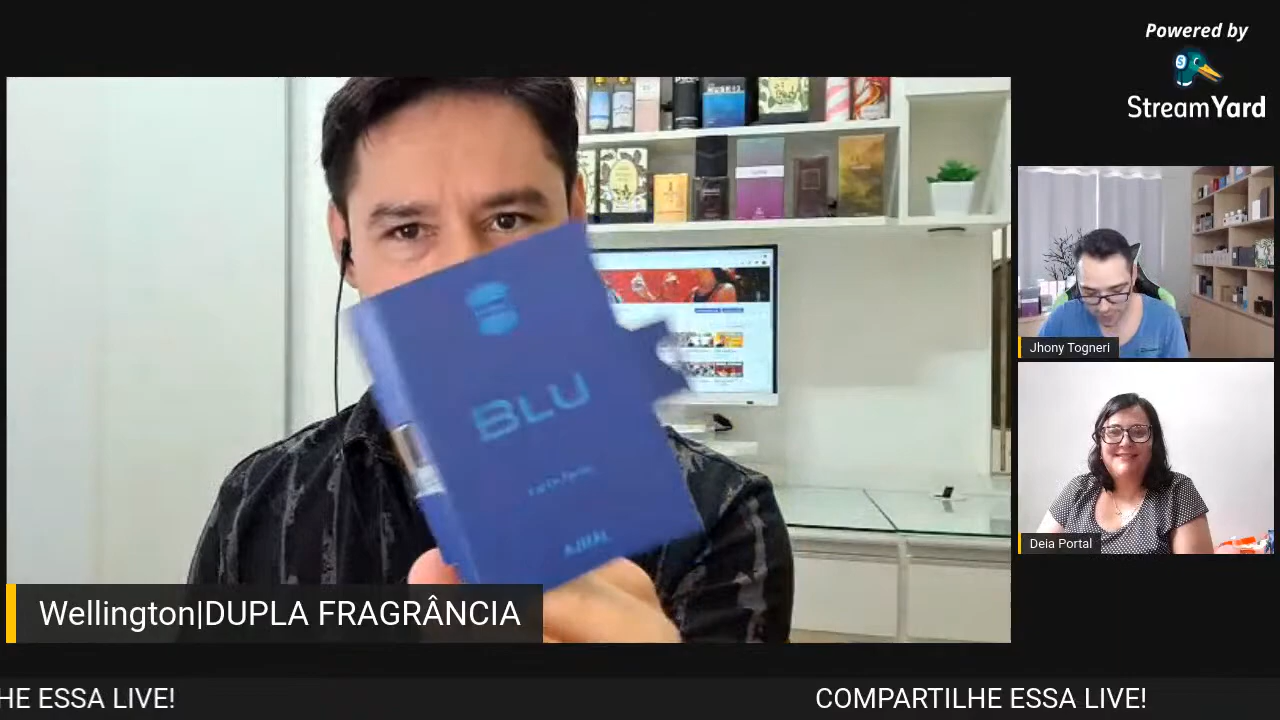 Powered by
StreamYard
BLU
AJMAL
Jhony Togneri
Deia Portal
Wellington|DUPLA FRAGRÂNCIA
HE ESSA LIVE!
COMPARTILHE ESSA LIVE!